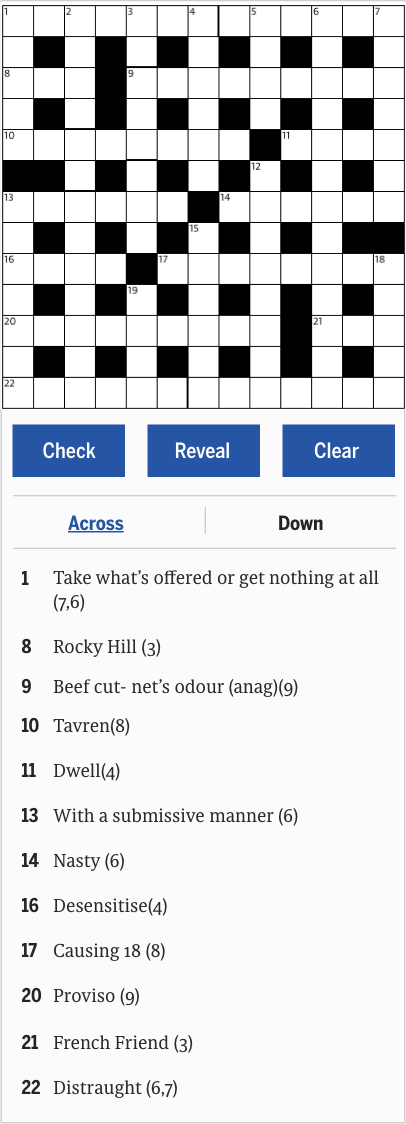 1 2 3 4 5 6 7
8 9
10 11
12
13 14
15
16 17 18
19
20 21
22
Check Reveal Clear
Across Down
1 Take what's offered or get nothing at all
(7,6)
8 Rocky Hill (3)
9 Beef cut- net's odour (anag)(9)
10 Tavren(8)
11 Dwell(4)
13 With a submissive manner (6)
14 Nasty (6)
16 Desensitise(4)
17 Causing 18 (8)
20 Proviso (9)
21 French Friend (3)
22 Distraught (6,7)